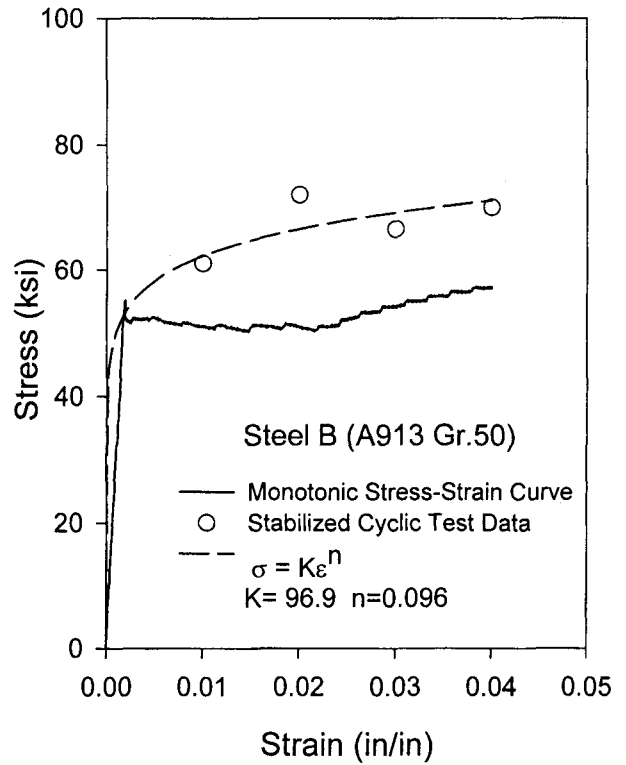 100
80
60
40
20
0
Stress (ksi)
Steel B (A913 Gr.50)
Monotonic Stress-Strain Curve
Stabilized Cyclic Test Data
σ = Kεⁿ
K= 96.9 n=0.096
0.00 0.01 0.02 0.03 0.04 0.05
Strain (in/in)